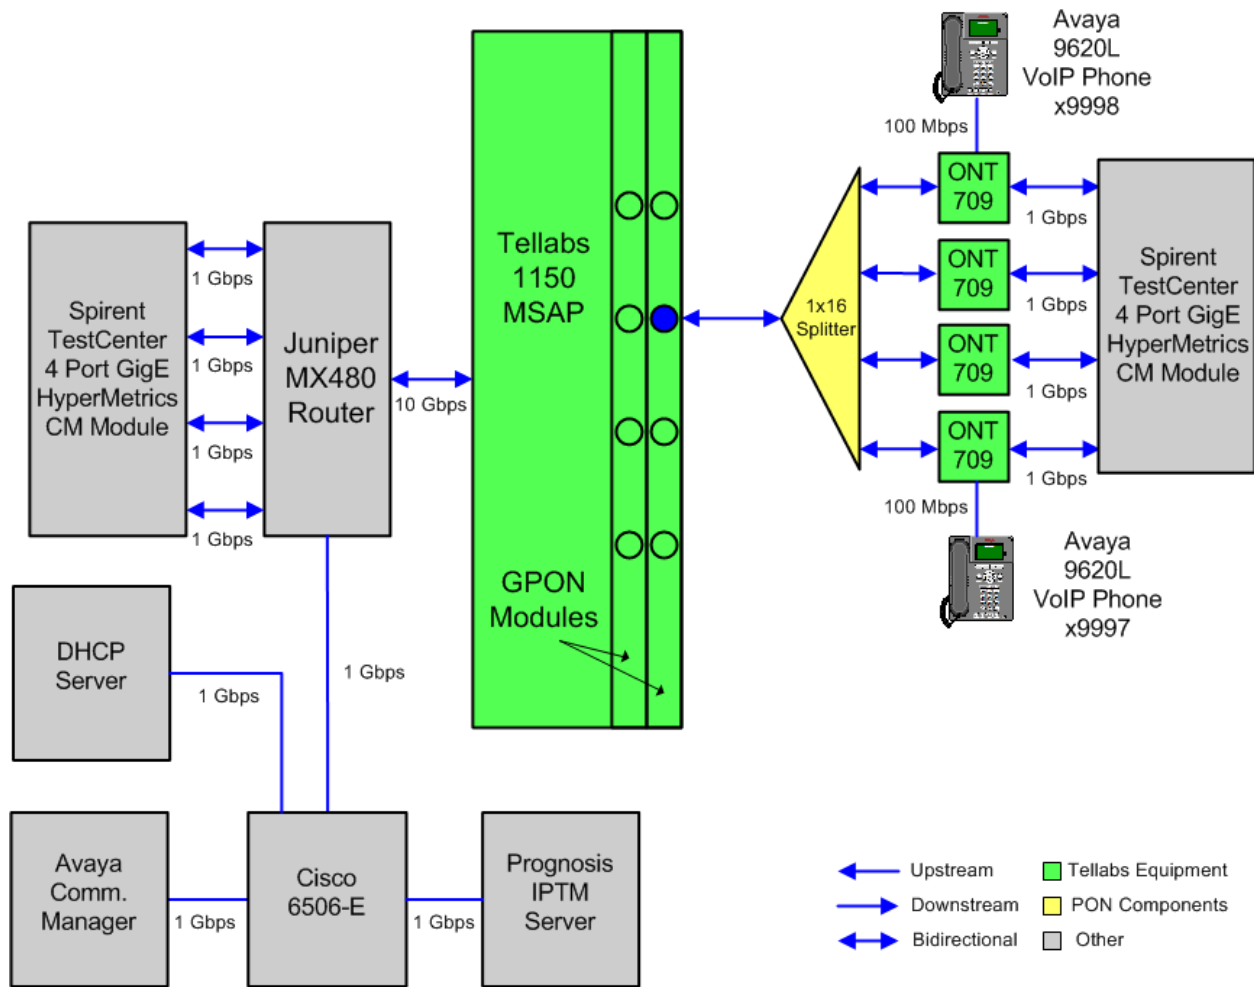 Avaya
9620L
VoIP Phone
x9998
100 Mbps
ONT
709
1 Gbps
ONT
709
1 Gbps
ONT
709
1 Gbps
ONT
709
1 Gbps
100 Mbps
1x16
Splitter
Spirent
TestCenter
4 Port GigE
HyperMetrics
CM Module
Avaya
9620L
VoIP Phone
x9997
Tellabs
1150
MSAP
GPON
Modules
Spirent
TestCenter
4 Port GigE
HyperMetrics
CM Module
1 Gbps
1 Gbps
1 Gbps
1 Gbps
Juniper
MX480
Router
10 Gbps
DHCP
Server
1 Gbps
1 Gbps
Avaya
Comm.
Manager
1 Gbps
Cisco
6506-E
1 Gbps
Prognosis
IPTM
Server
Upstream
Downstream
Bidirectional
Tellabs Equipment
PON Components
Other